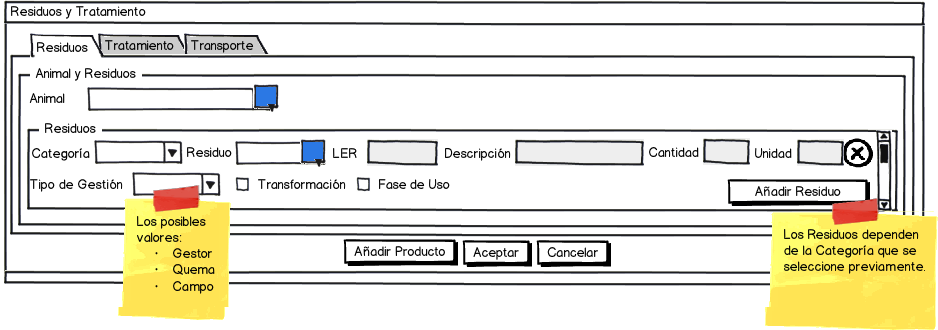 Residuos y Tratamiento
Residuos Tratamiento Transporte
Animal y Residuos
Animal
Residuos
Categoría Residuo LER Descripción Cantidad Unidad
Tipo de Gestión Transformación Fase de Uso
Añadir Residuo
Los posibles
valores:
· Gestor
· Quema
· Campo
Los Residuos dependen
de la Categoría que se
seleccione previamente.
Añadir Producto Aceptar Cancelar